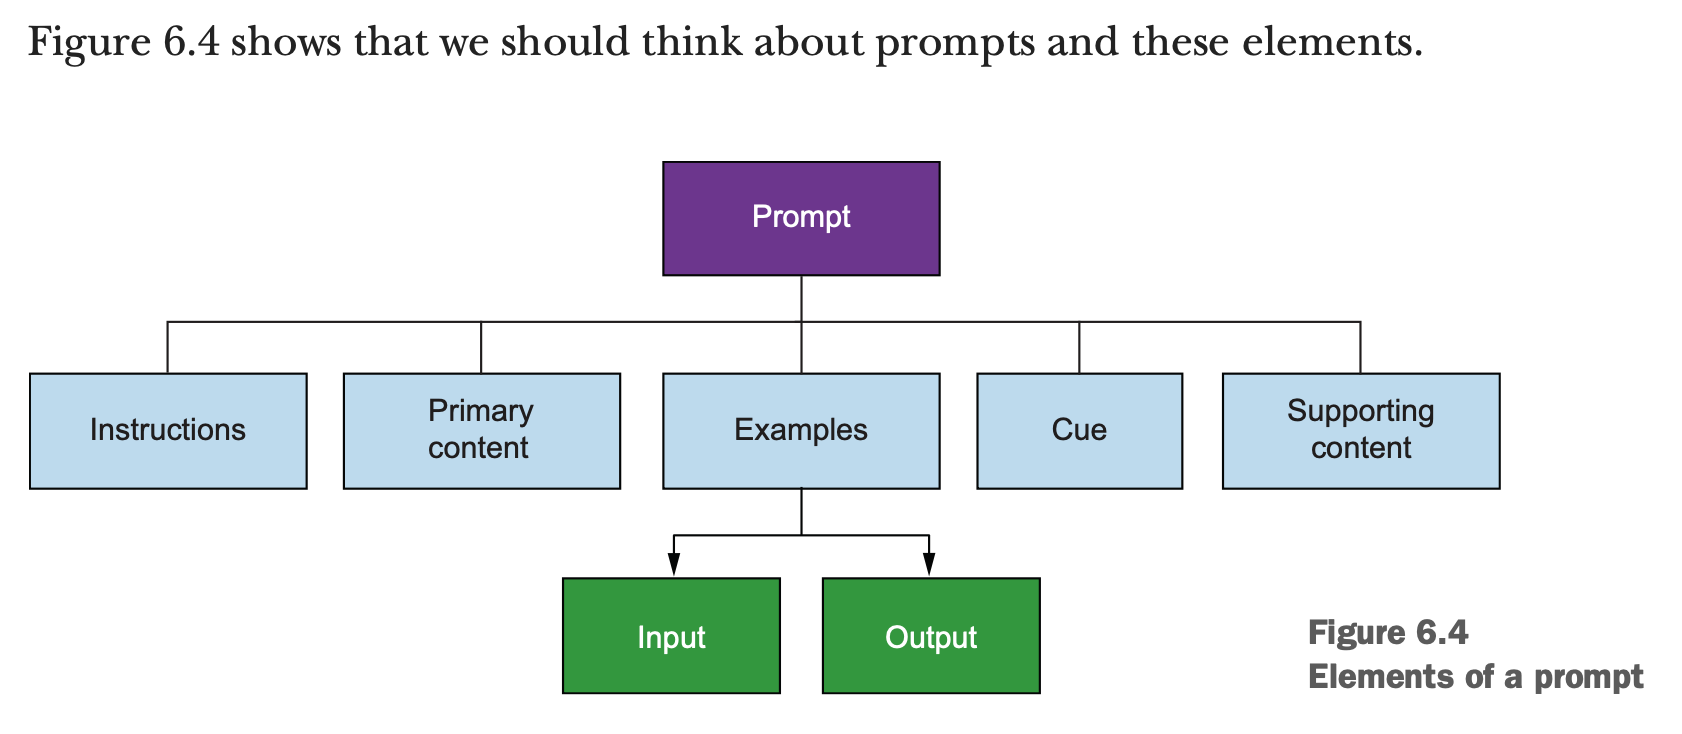 Figure 6.4 shows that we should think about prompts and these elements.
Prompt
Instructions
Primary
content
Examples
Cue
Supporting
content
Input
Output
Figure 6.4
Elements of a prompt